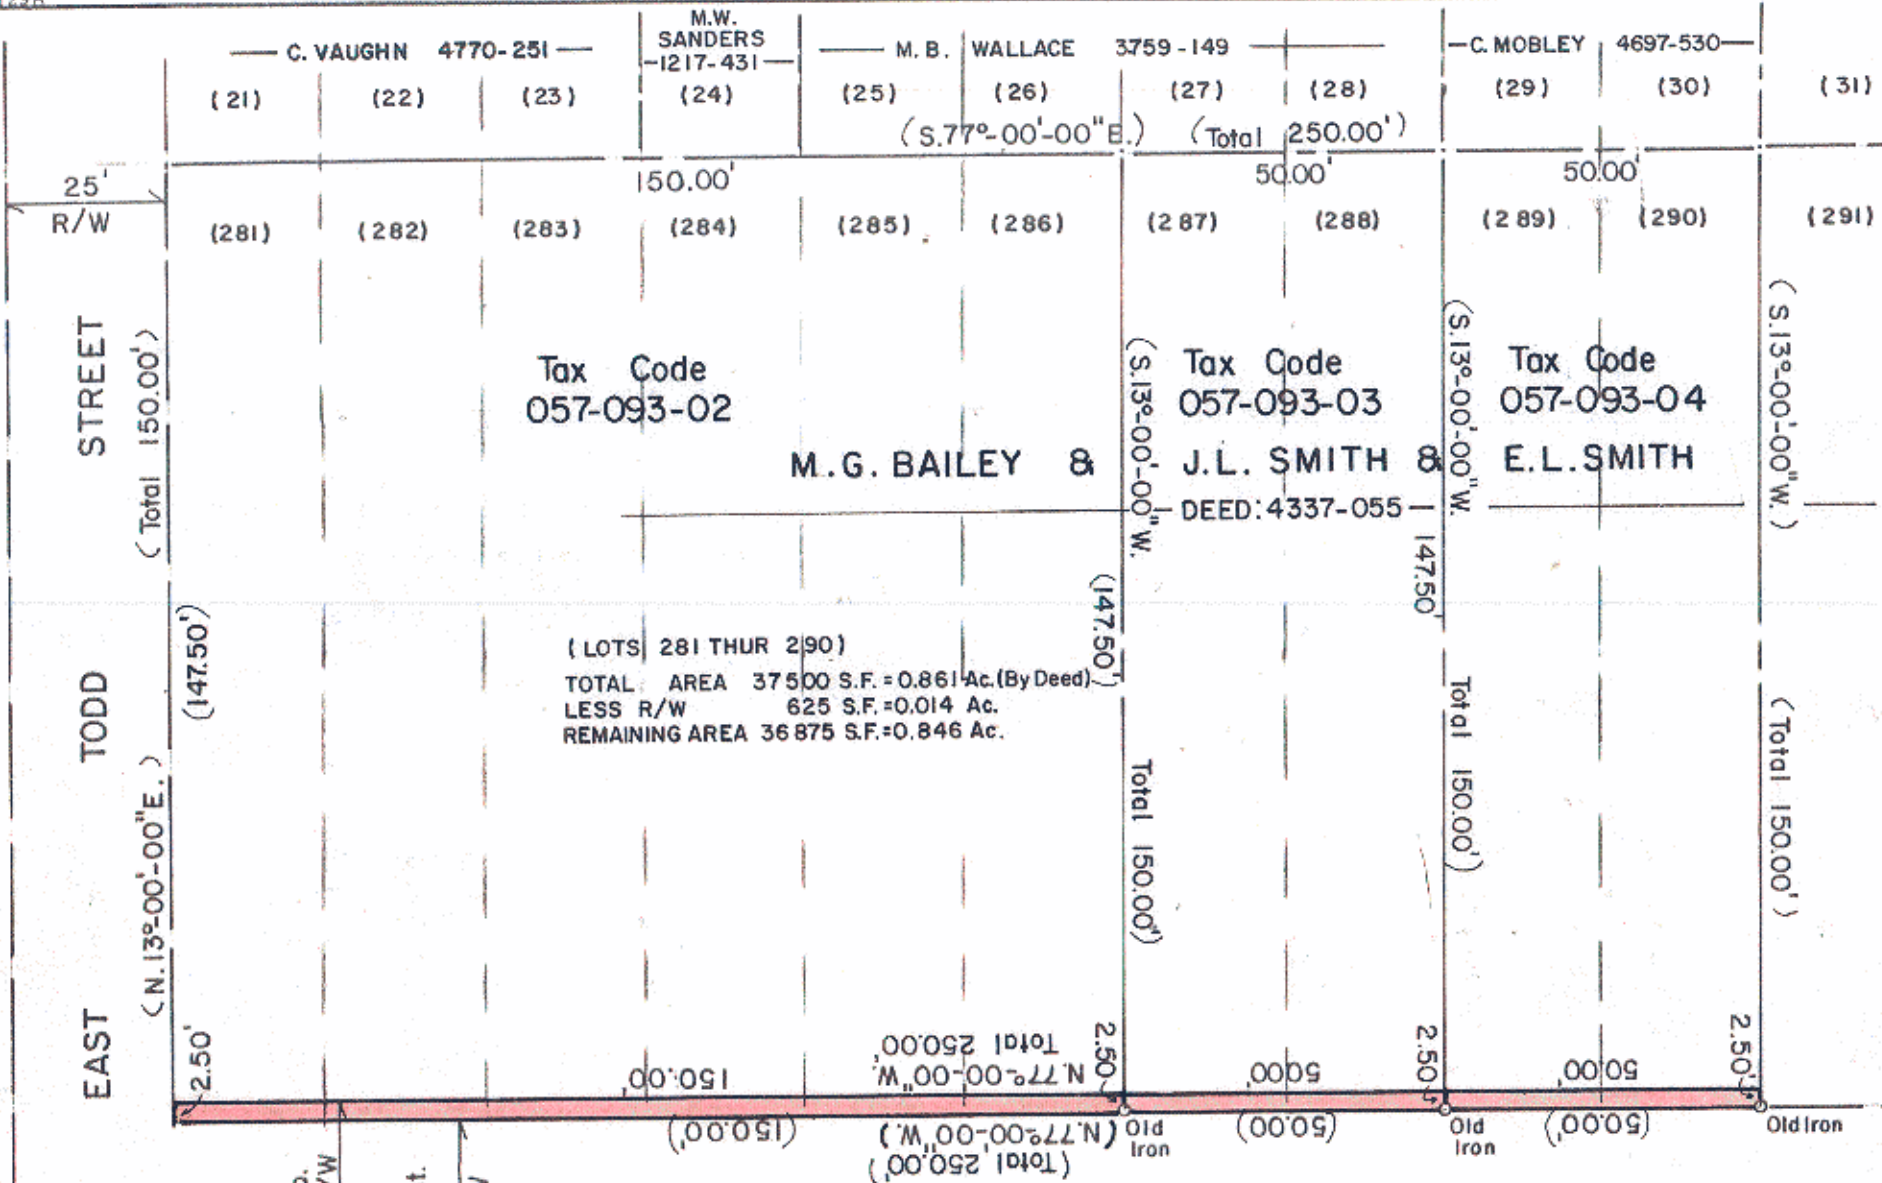 C. VAUGHN 4770-251
M.W.
SANDERS
1217-431
M. B. WALLACE 3759-149
C. MOBLEY 4697-530
(21) (22) (23) (24) (25) (26) (27) (28) (29) (30) (31)
(S.77°-00'-00"E.) (Total 250.00')
25'
R/W
150.00' 50.00' 50.00'
(281) (282) (283) (284) (285) (286) (287) (288) (289) (290) (291)
EAST TODD STREET
(N.13°-00'-00"E.) (Total 150.00')
(147.50')
2.50'
Tax Code
057-093-02
Tax Code
057-093-03
Tax Code
057-093-04
M.G. BAILEY & J.L. SMITH & E.L. SMITH
DEED: 4337-055
(S.13°-00'-00"W.
(147.50'
Total 150.00')
(S.13°-00'-00"W.
147.50'
Total 150.00')
(S.13°-00'-00"W.)
(Total 150.00')
(LOTS 281 THUR 290)
TOTAL AREA 37500 S.F. = 0.861 Ac. (By Deed)
LESS R/W 625 S.F. = 0.014 Ac.
REMAINING AREA 36875 S.F. = 0.846 Ac.
2.50'
2.50'
2.50'
N.77°-00'-00"W.
Total 250.00'
150.00' 50.00' 50.00'
(150.00') (50.00') (50.00')
(N.77°-00'-00"W.)
(Total 250.00')
Old
Iron
Old
Iron
Old Iron